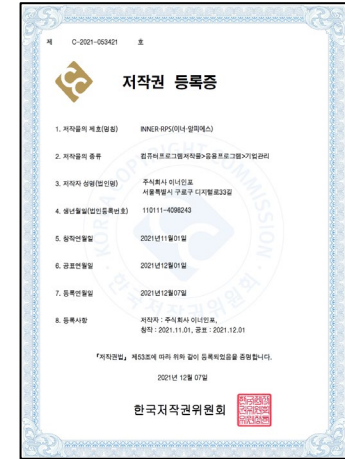 제 C-2021-053421 호
저작권 등록증
1. 저작물의 제호(명칭) INNER-RPS(이너-알피에스)
2. 저작물의 종류 컴퓨터프로그램저작물>응용프로그램>기업관리
3. 저작자 성명(법인명) 주식회사 이너인포
서울특별시 구로구 디지털로33길
4. 생년월일(법인등록번호) 110111-4098243
5. 창작연월일 2021년11월01일
6. 공표연월일 2021년12월01일
7. 등록연월일 2021년12월07일
8. 등록사항 저작자 : 주식회사 이너인포,
창작 : 2021.11.01, 공표 : 2021.12.01
『저작권법』 제53조에 따라 위와 같이 등록되었음을 증명합니다.
2021년 12월 07일
한국저작권위원회